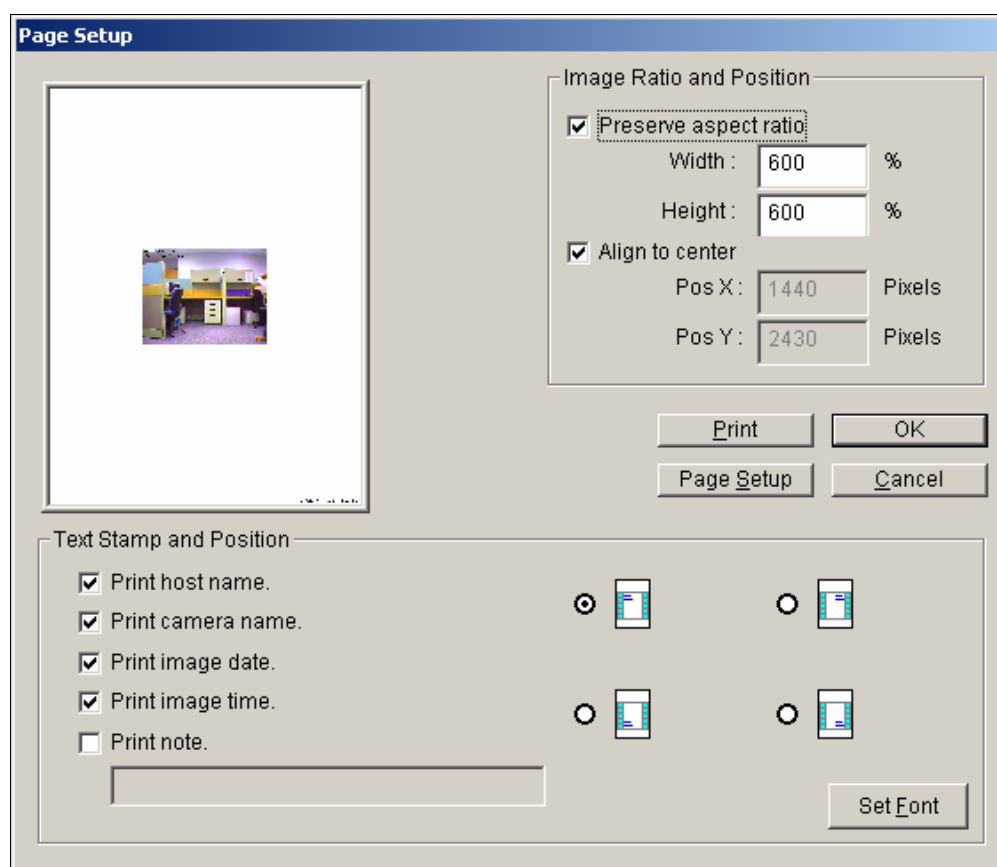 Page Setup
Image Ratio and Position
Preserve aspect ratio
Width : 600 %
Height : 600 %
Align to center
Pos X : 1440 Pixels
Pos Y : 2430 Pixels
Print OK
Page Setup Cancel
Text Stamp and Position
Print host name.
Print camera name.
Print image date.
Print image time.
Print note.
Set Font